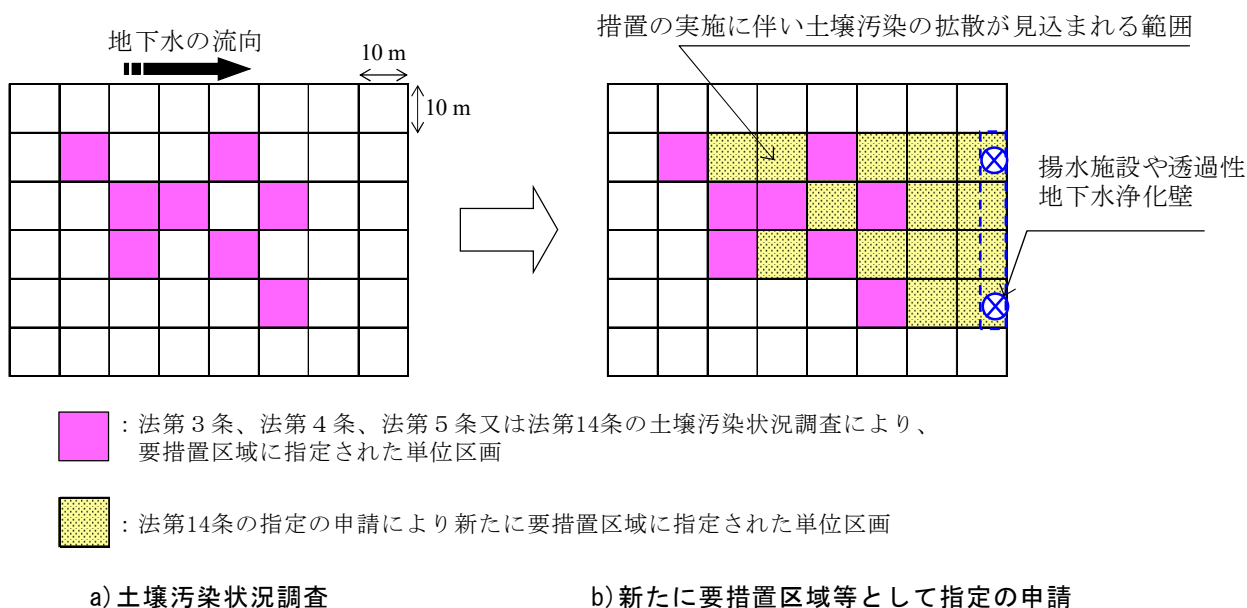 措置の実施に伴い土壌汚染の拡散が見込まれる範囲
地下水の流向
10 m
10 m
揚水施設や透過性
地下水浄化壁
：法第３条、法第４条、法第５条又は法第14条の土壌汚染状況調査により、
要措置区域に指定された単位区画
：法第14条の指定の申請により新たに要措置区域に指定された単位区画
a)土壌汚染状況調査
b)新たに要措置区域等として指定の申請